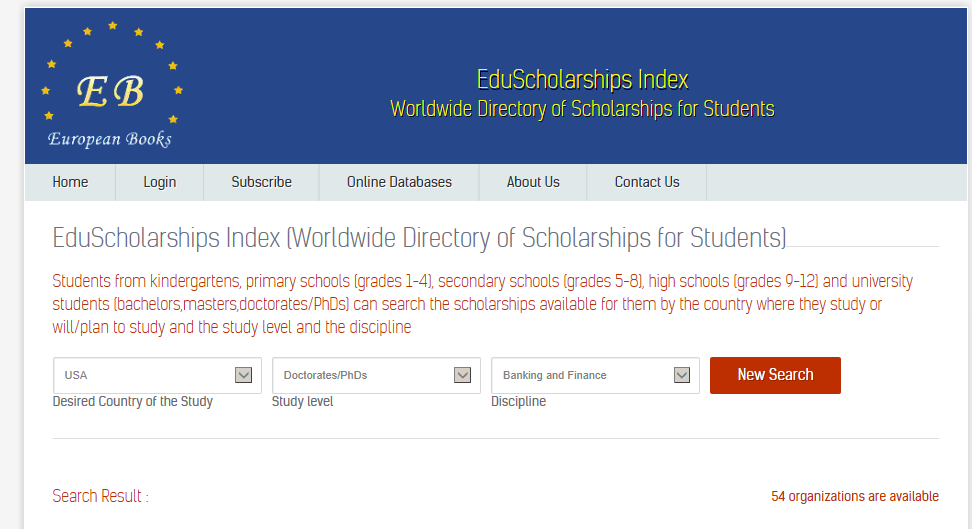 EB
European Books
EduScholarships Index
Worldwide Directory of Scholarships for Students
Home Login Subscribe Online Databases About Us Contact Us
EduScholarships Index (Worldwide Directory of Scholarships for Students)
Students from kindergartens, primary schools (grades 1-4), secondary schools (grades 5-8), high schools (grades 9-12) and university
students (bachelors,masters,doctorates/PhDs) can search the scholarships available for them by the country where they study or
will/plan to study and the study level and the discipline
USA Doctorates/PhDs Banking and Finance New Search
Desired Country of the Study Study level Discipline
Search Result : 54 organizations are available